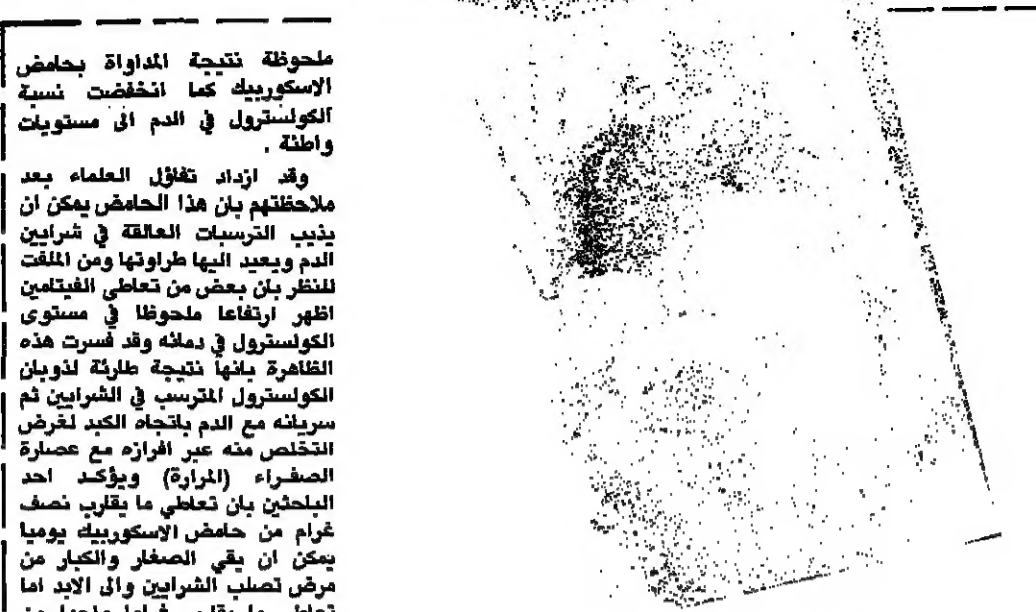 ملحوظة نتيجة المداواة بحامض
الاسكوربيك كما انخفضت نسبة
الكولسترول في الدم الى مستويات
واطئة .
وقد ازداد تفاؤل العلماء بعد
ملاحظتهم بان هذا الحامض يمكن ان
يذيب الترسبات العالقة في شرايين
الدم ويعيد اليها طراوتها ومن الملفت
للنظر بان بعض من تعاطى الفيتامين
اظهر ارتفاعا ملحوظا في مستوى
الكولسترول في دمائه وقد فسرت هذه
الظاهرة بانها نتيجة طارئة لذوبان
الكولسترول المترسب في الشرايين ثم
سريانه مع الدم باتجاه الكبد لغرض
التخلص منه عبر افرازه مع عصارة
الصفراء (المرارة) ويؤكد احد
الباحثين بان تعاطي ما يقارب نصف
غرام من حامض الاسكوربيك يوميا
يمكن ان يقي الصغار والكبار من
مرض تصلب الشرايين والى الابد اما